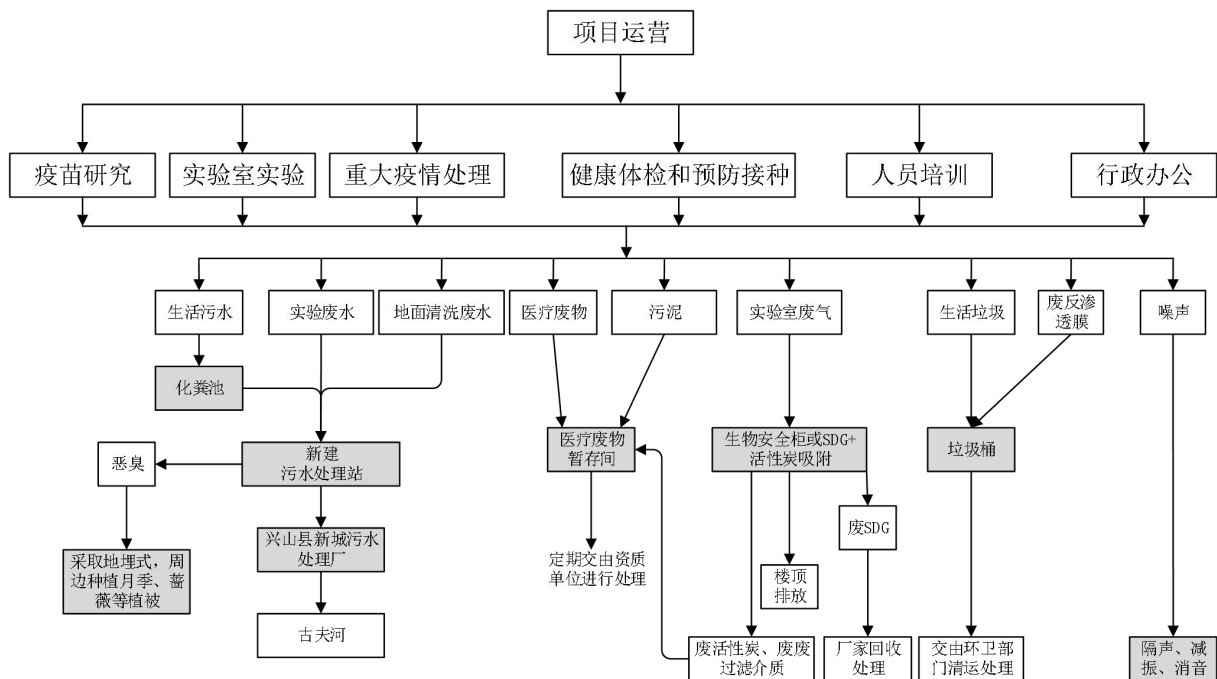 项目运营
疫苗研究
实验室实验
重大疫情处理
健康体检和预防接种
人员培训
行政办公
生活污水
实验废水
地面清洗废水
医疗废物
污泥
实验室废气
生活垃圾
废反渗
透膜
噪声
化粪池
恶臭
新建
污水处理站
医疗废物
暂存间
生物安全柜或SDG+
活性炭吸附
垃圾桶
废SDG
采取地埋式，周
边种植月季、蔷
薇等植被
兴山县新城污水
处理厂
定期交由资质
单位进行处理
楼顶
排放
古夫河
废活性炭、废废
过滤介质
厂家回收
处理
交由环卫部
门清运处理
隔声、减
振、消音